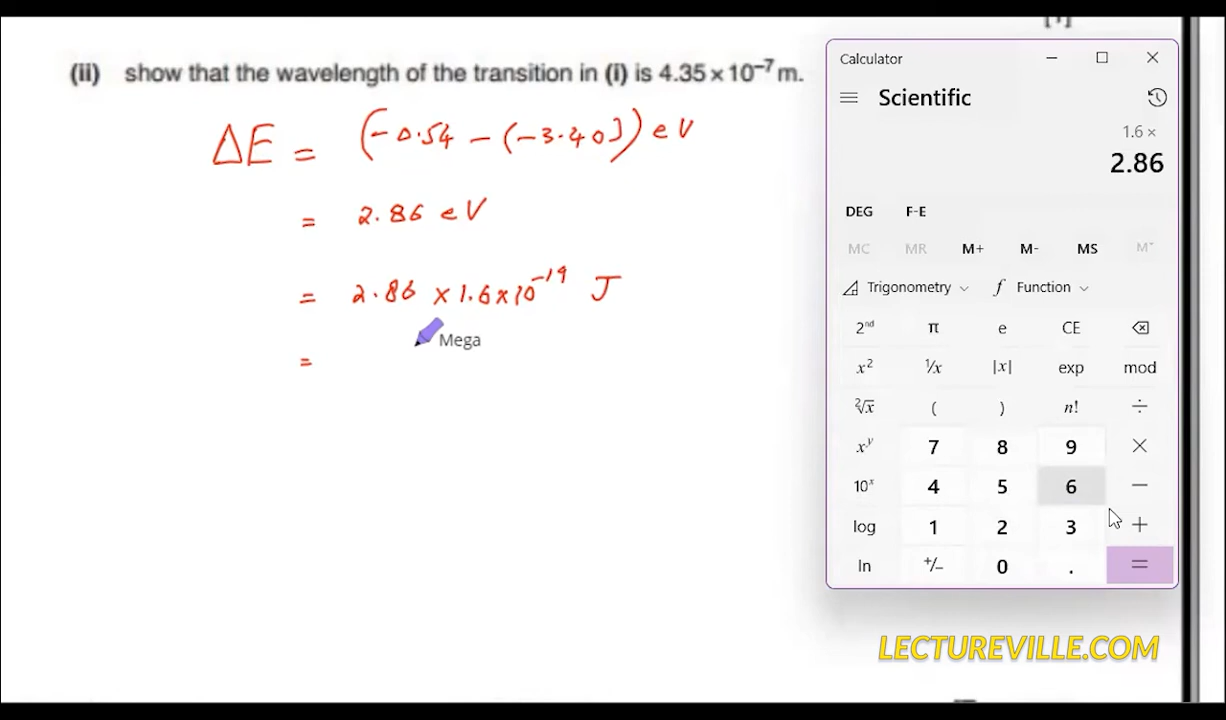 (ii) show that the wavelength of the transition in (i) is 4.35×10⁻⁷ m.
ΔE = (-0.54 - (-3.40)) eV
= 2.86 eV
= 2.86 × 1.6×10⁻¹⁹ J
Mega
=
Calculator
Scientific
1.6 ×
2.86
DEG F-E
MC MR M+ M- MS M˅
Trigonometry f Function
2ⁿᵈ π e CE
x² ¹/x |x| exp mod
²√x ( ) n! ÷
xʸ 7 8 9 ×
10ˣ 4 5 6 −
log 1 2 3 +
ln +/− 0 . =
LECTUREVILLE.COM